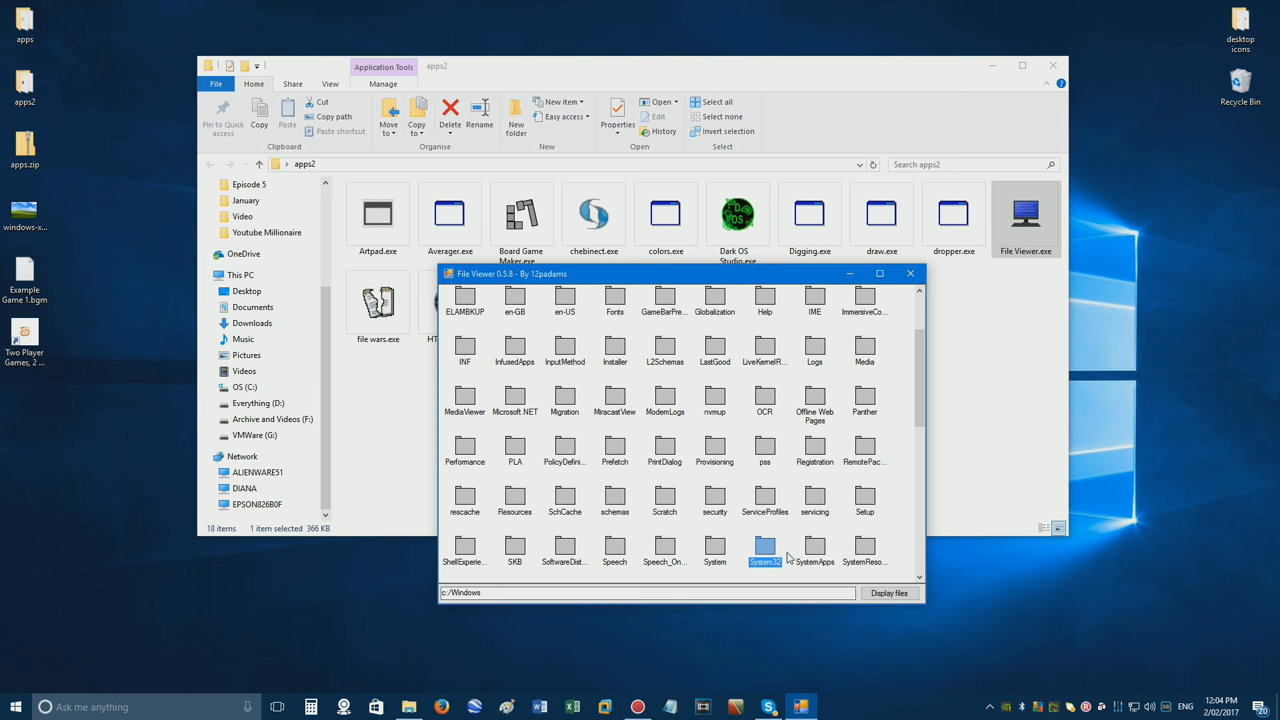 apps
apps2
apps.zip
windows-x...
Example
Game 1.bgm
Two Player
Games, 2 ...
desktop
icons
Recycle Bin
Application Tools
apps2
File
Home
Share
View
Manage
Pin to Quick
access
Copy
Paste
Cut
Copy path
Paste shortcut
Clipboard
Move
to
Copy
to
Delete
Rename
Organise
New
folder
New item
Easy access
New
Properties
Open
Edit
History
Open
Select all
Select none
Invert selection
Select
apps2
Search apps2
Episode 5
January
Video
Youtube Millionaire
OneDrive
This PC
Desktop
Documents
Downloads
Music
Pictures
Videos
OS (C:)
Everything (D:)
Archive and Videos (F:)
VMWare (G:)
Network
ALIENWARE51
DIANA
EPSON826B0F
18 items
1 item selected 366 KB
Artpad.exe
Averager.exe
Board Game
Maker.exe
chebinect.exe
colors.exe
D
OS
Dark OS
Studio.exe
Digging.exe
draw.exe
dropper.exe
File Viewer.exe
file wars.exe
HT
File Viewer 0.5.8 - By 12padams
ELAMBKUP
en-GB
en-US
Fonts
GameBarPre...
Globalization
Help
IME
ImmersiveCo...
INF
InfusedApps
InputMethod
Installer
L2Schemas
LastGood
LiveKernelR...
Logs
Media
MediaViewer
Microsoft.NET
Migration
MiracastView
ModemLogs
nvmup
OCR
Offline Web
Pages
Panther
Performance
PLA
PolicyDefini...
Prefetch
PrintDialog
Provisioning
pss
Registration
RemotePac...
rescache
Resources
SchCache
schemas
Scratch
security
ServiceProfiles
servicing
Setup
ShellExperie...
SKB
SoftwareDist...
Speech
Speech_On...
System
System32
SystemApps
SystemReso...
c:/Windows
Display files
Ask me anything
ENG
12:04 PM
2/02/2017
20